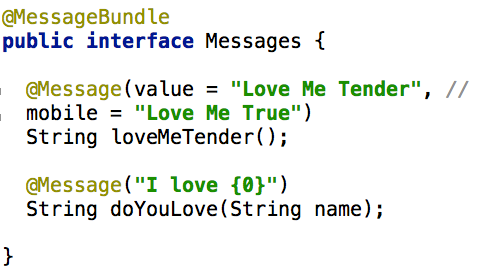 @MessageBundle
public interface Messages {
@Message(value = "Love Me Tender", //
mobile = "Love Me True")
String loveMeTender();
@Message("I love {0}")
String doYouLove(String name);
}